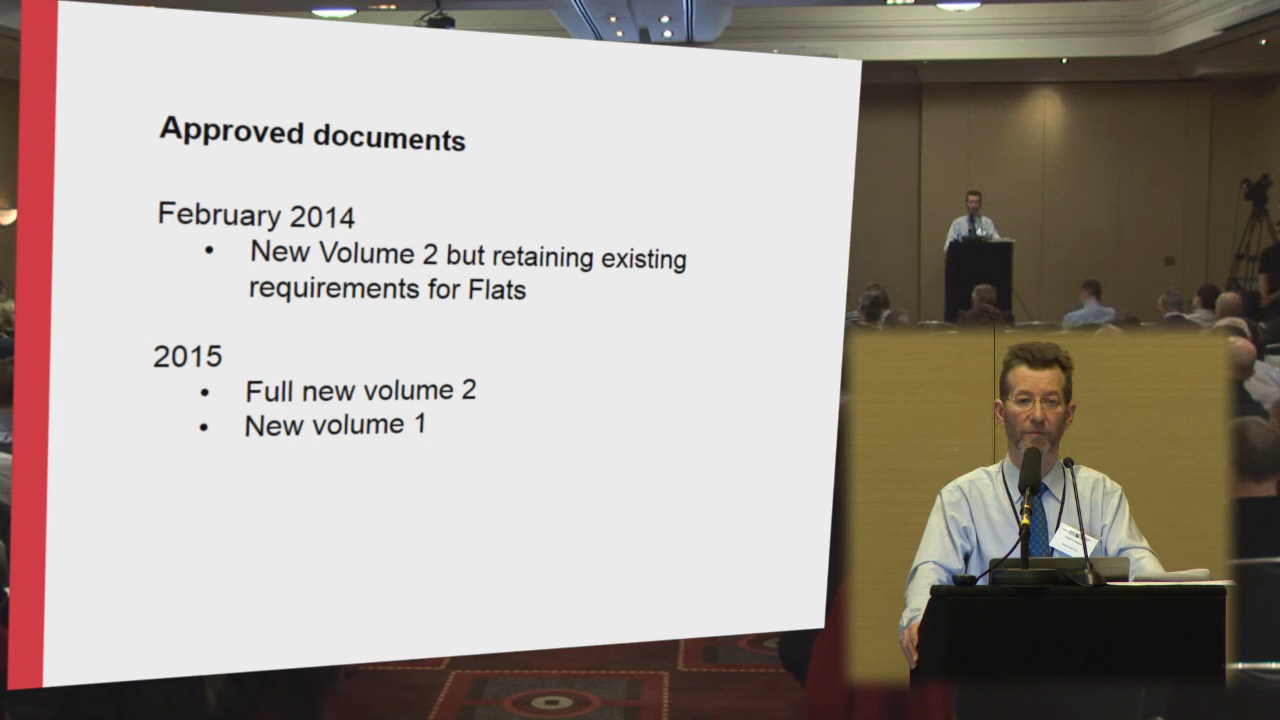 Approved documents
February 2014
• New Volume 2 but retaining existing
requirements for Flats
2015
• Full new volume 2
• New volume 1